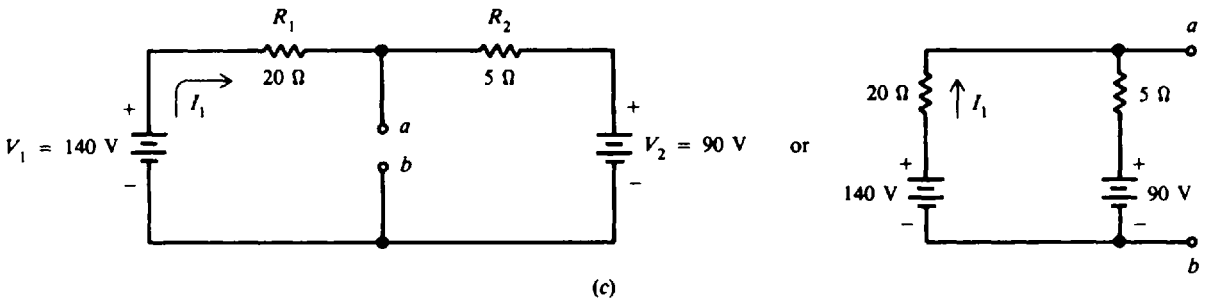 R1 R2 a
20 Ω 5 Ω
+ I1 + 20 Ω I1 5 Ω
V1 = 140 V a V2 = 90 V or
b + +
− − 140 V 90 V
− −
b
(c)